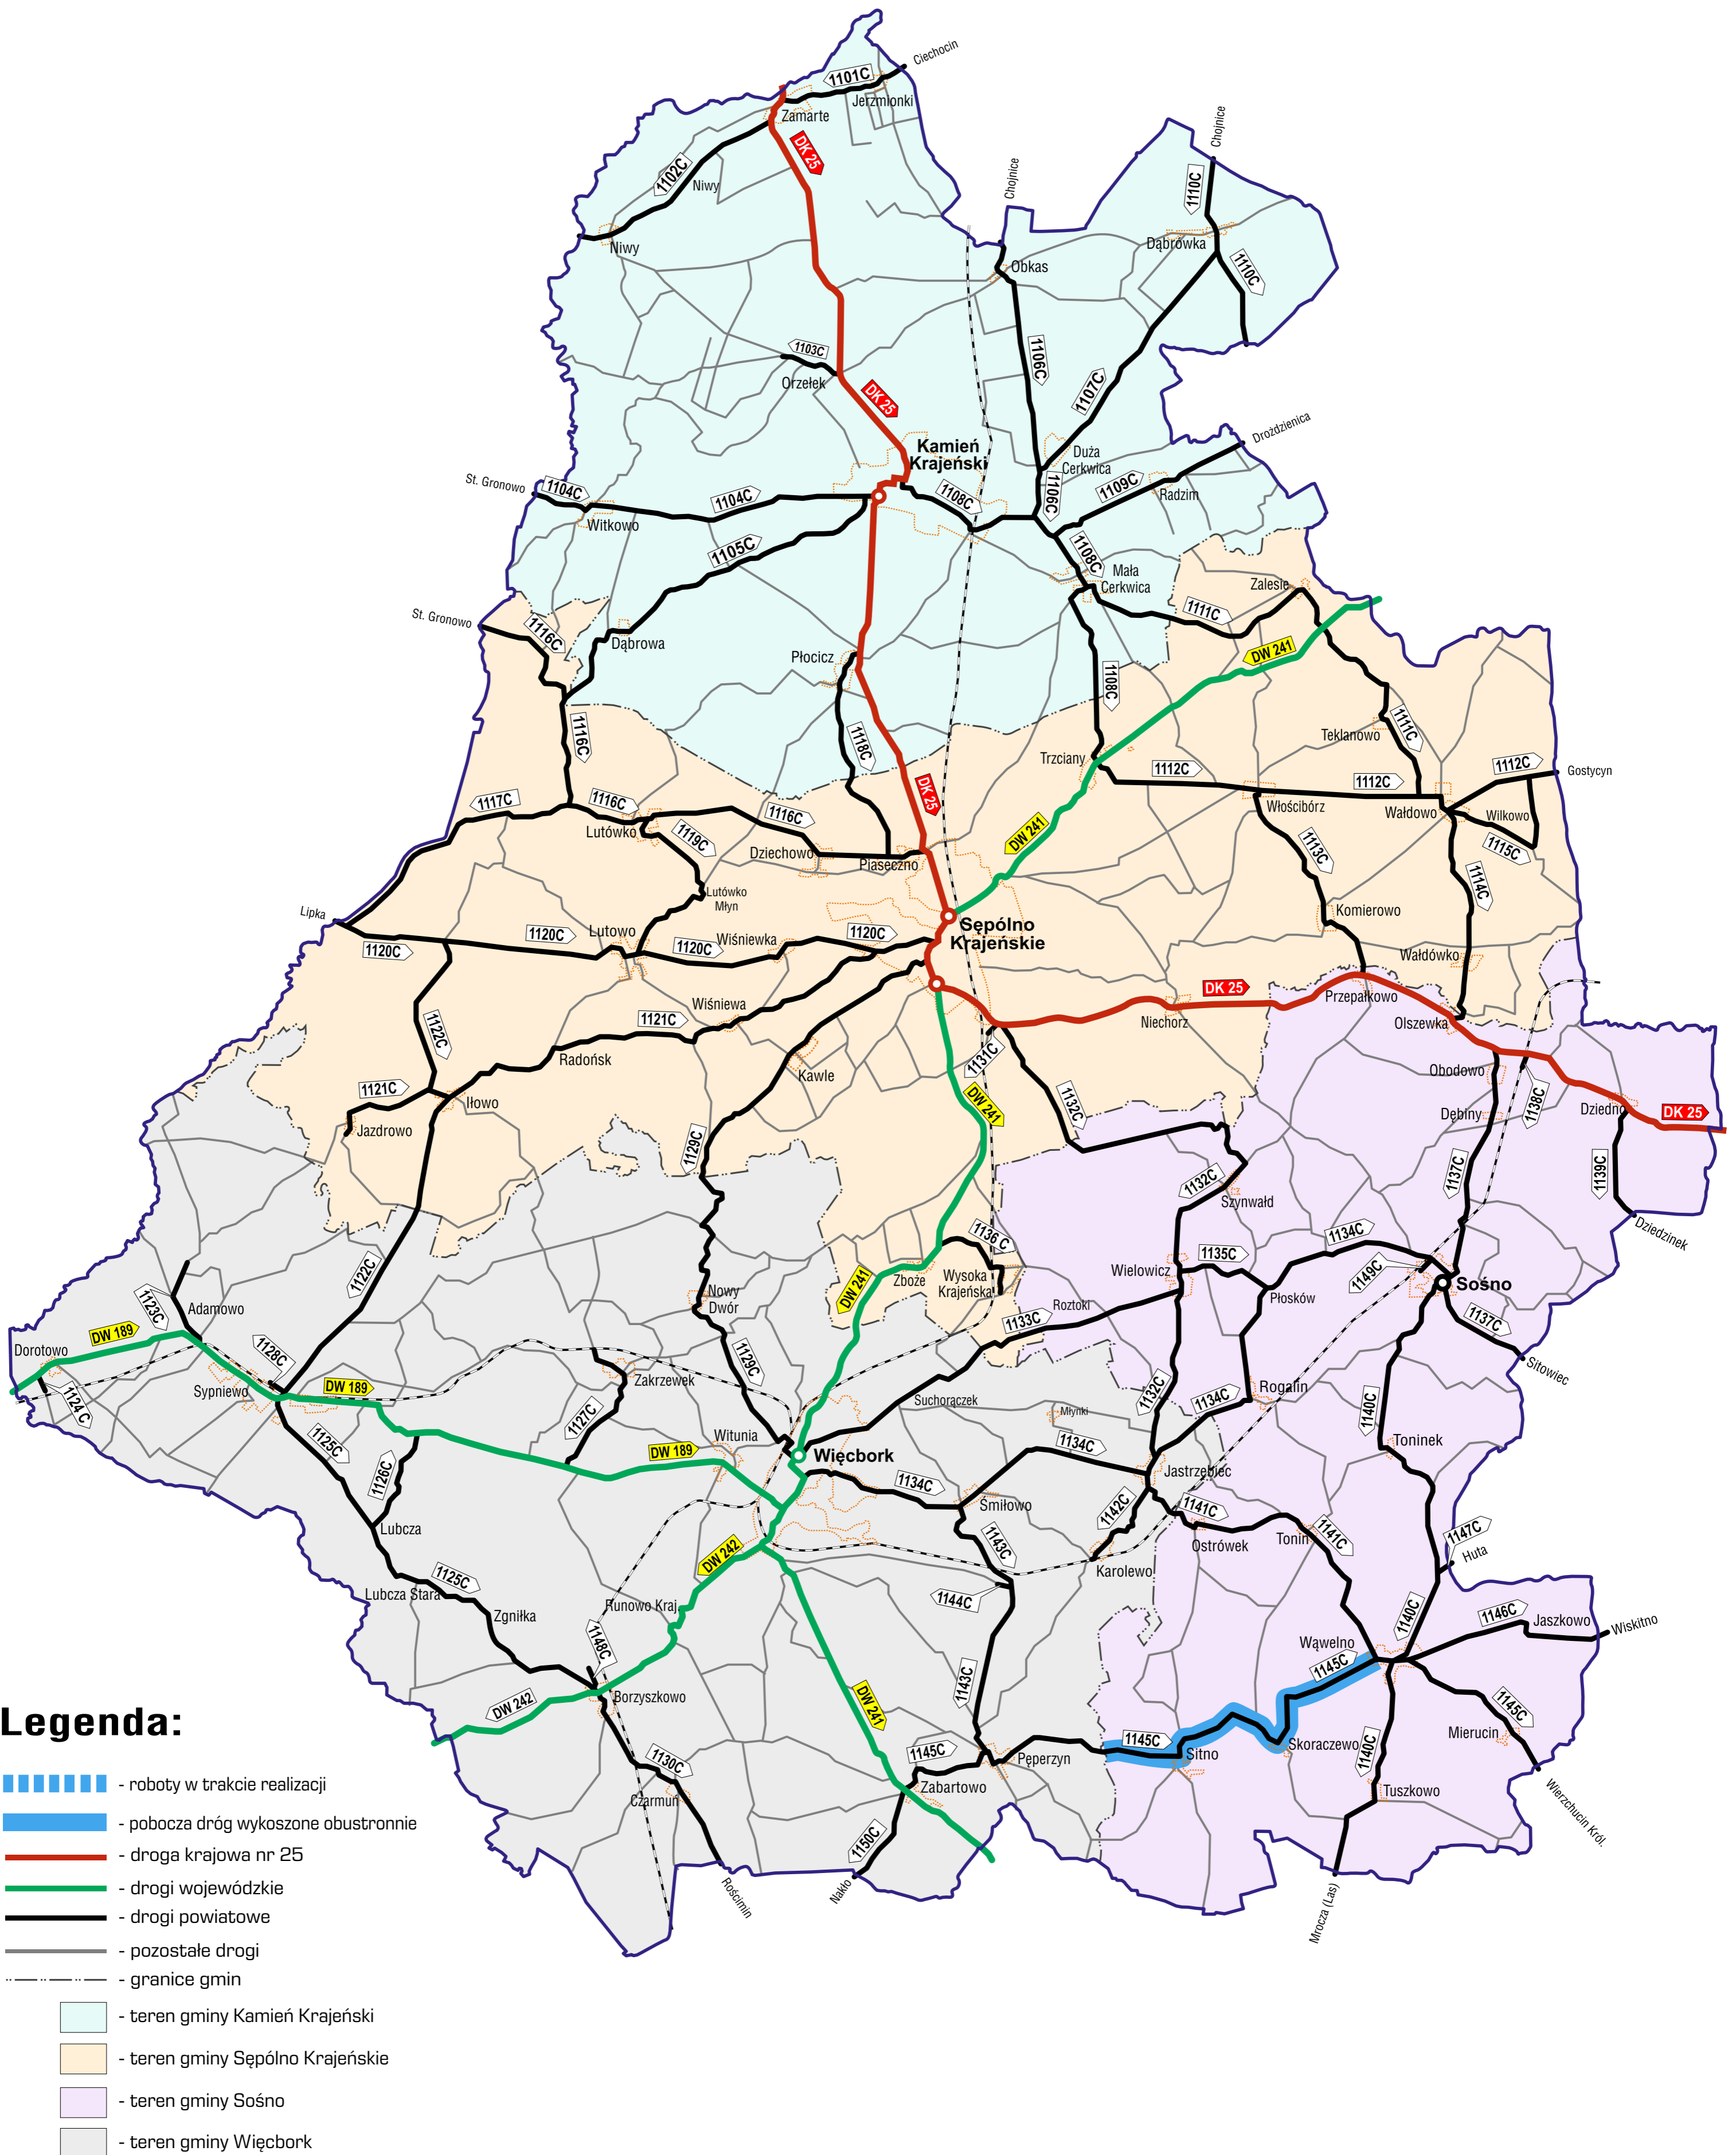 Ciechocin
1101C
Jerzmionki
Zamarte
DK 25
1102C
Niwy
Niwy
Chojnice
Chojnice
1110C
Dąbrówka
1110C
Obkas
1103C
Orzełek
1106C
1107C
DK 25
Kamień
Krajeński
Duża
Cerkwica
Drożdzienica
St. Gronowo
1104C
1104C
1108C
1106C
1109C
Radzim
Witkowo
1105C
1108C
Mała
Cerkwica
Zalesie
1111C
St. Gronowo
1116C
Dąbrowa
Płocicz
DW 241
1108C
1116C
1118C
Teklanowo
1111C
Trzciany
1112C
1112C
1112C
Gostycyn
DK 25
1117C
1116C
1116C
Lutówko
1119C
Dziechowo
Piaseczno
DW 241
Włościbórz
Wałdowo
Wilkowo
1113C
1115C
1114C
Lutówko
Młyn
Lipka
1120C
1120C
Lutowo
1120C
Wiśniewka
1120C
Sępólno
Krajeńskie
Komierowo
Wałdówko
Wiśniewa
DK 25
Przepałkowo
Niechorz
Olszewka
1121C
1122C
Radońsk
Kawle
1131C
1132C
DW 241
Obodowo
1138C
Dębiny
Dziedno
DK 25
1121C
Iłowo
Jazdrowo
1129C
1137C
1139C
1132C
Szynwałd
Dziedzinek
1122C
1136 C
1134C
1135C
Wielowicz
1149C
Sośno
Zboże
Wysoka
Krajeńska
DW 241
Płosków
1137C
Nowy
Dwór
Roztoki
1133C
1123C
Adamowo
DW 189
Dorotowo
1128C
1129C
Sitowiec
Sypniewo
DW 189
1124 C
Zakrzewek
Suchorączek
1132C
1134C
Rogalin
Młynki
1140C
1127C
1125C
1126C
Witunia
DW 189
Więcbork
1134C
Toninek
1134C
Jastrzębiec
Śmiłowo
1142C
1141C
Ostrówek
Tonin
1141C
1147C
Huta
Lubcza
1143C
Karolewo
DW 242
1125C
Lubcza Stara
Zgniłka
Runowo Kraj.
1144C
1140C
1146C
Jaszkowo
Wiskitno
1148C
Wąwelno
1145C
1143C
Borzyszkowo
DW 242
DW 241
1145C
Mierucin
1145C
Sitno
Skoraczewo
1140C
Pęperzyn
1145C
1130C
Zabartowo
Czarmuń
Tuszkowo
Wierzchucin Król.
1150C
Nakło
Rościmin
Mrocza (Las)
Legenda:
- roboty w trakcie realizacji
- pobocza dróg wykoszone obustronnie
- droga krajowa nr 25
- drogi wojewódzkie
- drogi powiatowe
- pozostałe drogi
- granice gmin
- teren gminy Kamień Krajeński
- teren gminy Sępólno Krajeńskie
- teren gminy Sośno
- teren gminy Więcbork